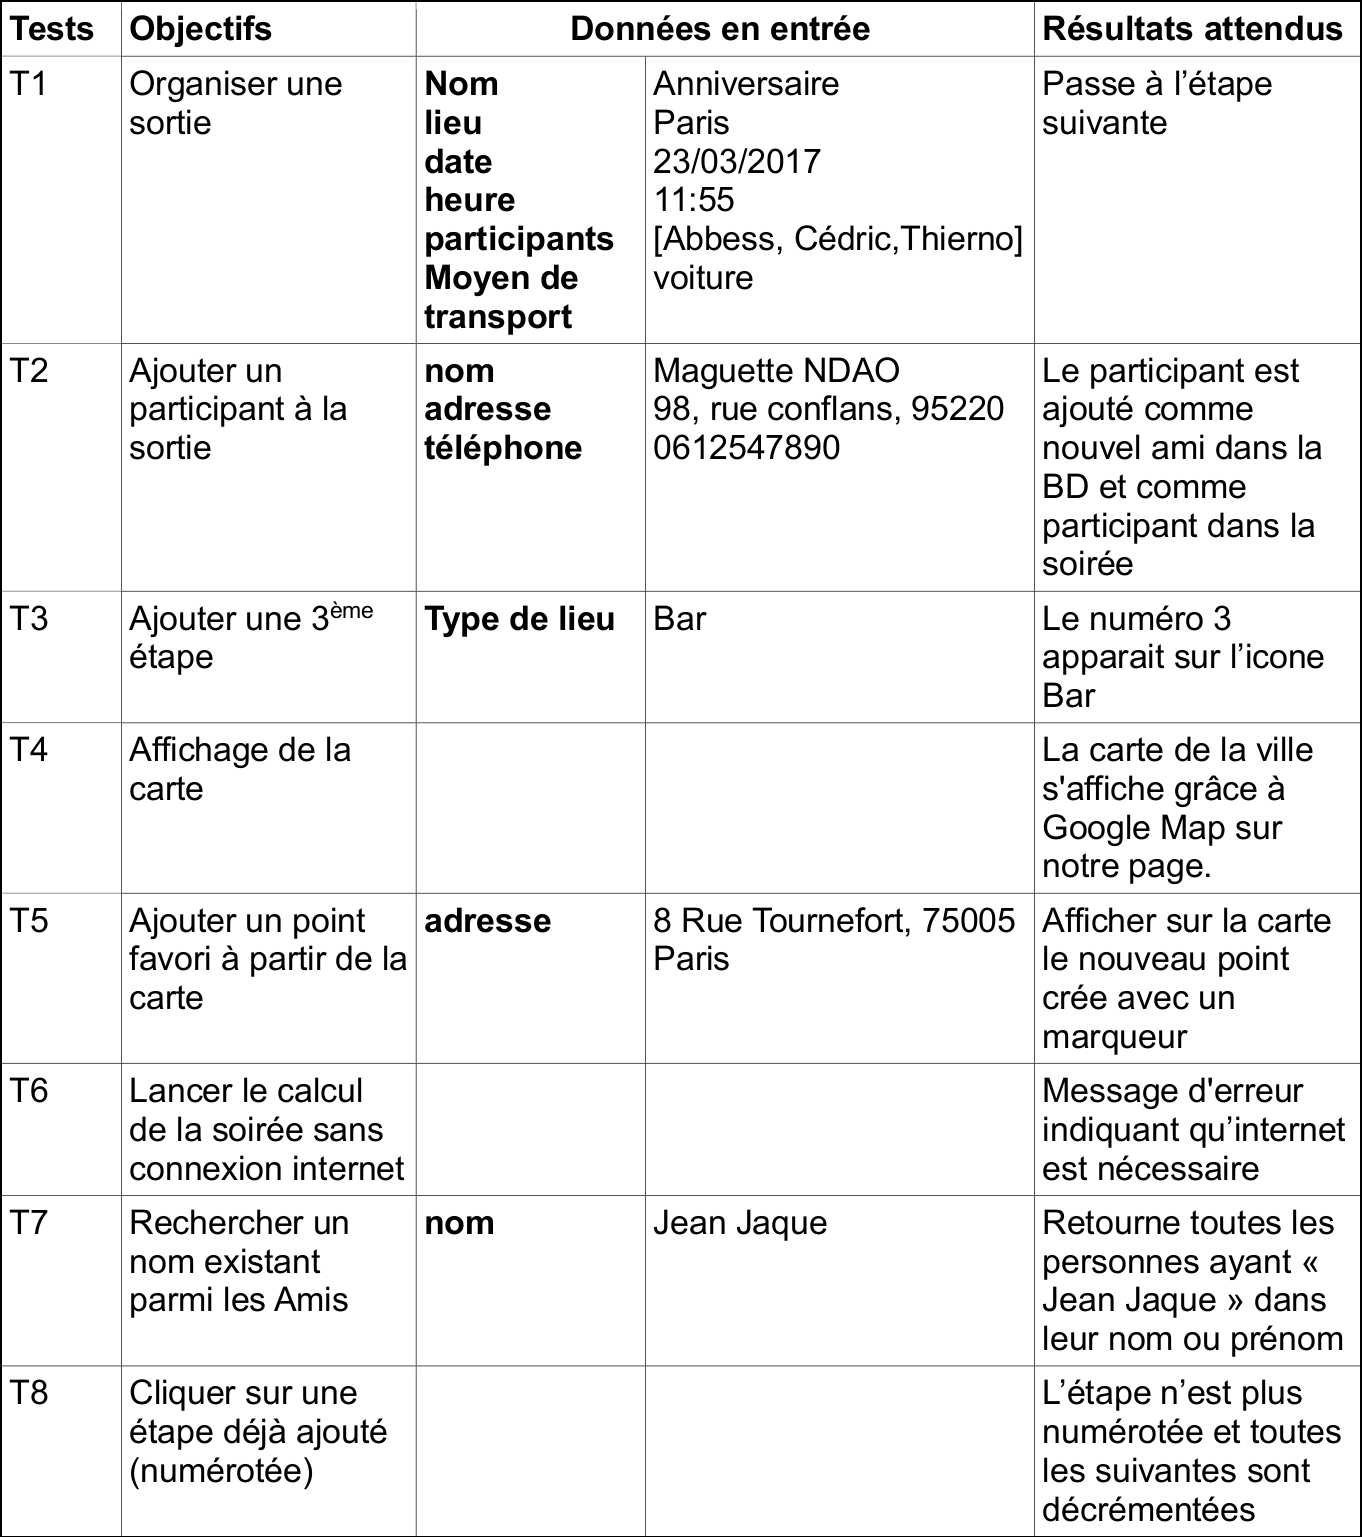 Tests Objectifs Données en entrée Résultats attendus
T1
Organiser une
sortie
Nom
lieu
date
heure
participants
Moyen de
transport
Anniversaire
Paris
23/03/2017
11:55
[Abbess, Cédric,Thierno]
voiture
Passe à l’étape
suivante
T2
Ajouter un
participant à la
sortie
nom
adresse
téléphone
Maguette NDAO
98, rue conflans, 95220
0612547890
Le participant est
ajouté comme
nouvel ami dans la
BD et comme
participant dans la
soirée
T3
Ajouter une 3ème
étape
Type de lieu
Bar
Le numéro 3
apparait sur l’icone
Bar
T4
Affichage de la
carte
La carte de la ville
s'affiche grâce à
Google Map sur
notre page.
T5
Ajouter un point
favori à partir de la
carte
adresse
8 Rue Tournefort, 75005
Paris
Afficher sur la carte
le nouveau point
crée avec un
marqueur
T6
Lancer le calcul
de la soirée sans
connexion internet
Message d'erreur
indiquant qu’internet
est nécessaire
T7
Rechercher un
nom existant
parmi les Amis
nom
Jean Jaque
Retourne toutes les
personnes ayant «
Jean Jaque » dans
leur nom ou prénom
T8
Cliquer sur une
étape déjà ajouté
(numérotée)
L’étape n’est plus
numérotée et toutes
les suivantes sont
décrémentées